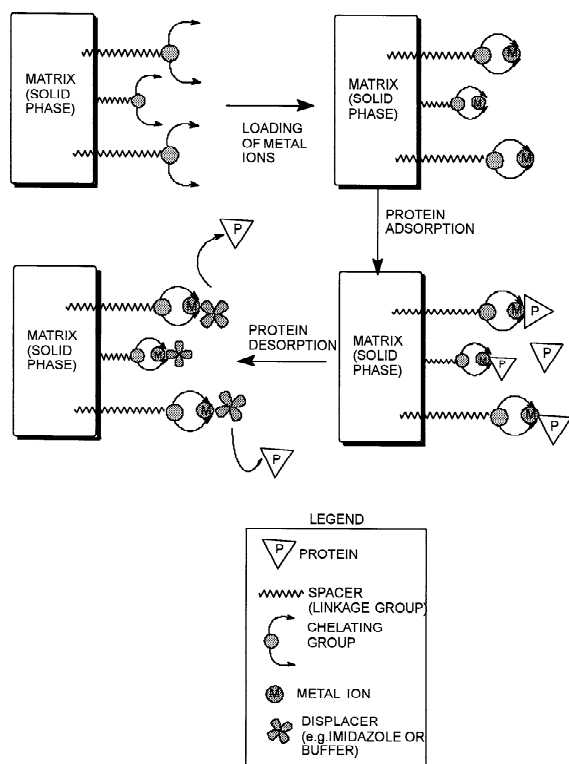 MATRIX
(SOLID
PHASE)
LOADING
OF METAL
IONS
MATRIX
(SOLID
PHASE)
M
M
M
PROTEIN
ADSORPTION
MATRIX
(SOLID
PHASE)
M
P
M
P
P
M
P
PROTEIN
DESORPTION
P
MATRIX
(SOLID
PHASE)
M
M
M
P
LEGEND
P
PROTEIN
SPACER
(LINKAGE GROUP)
CHELATING
GROUP
M
METAL ION
DISPLACER
(e.g.IMIDAZOLE OR
BUFFER)